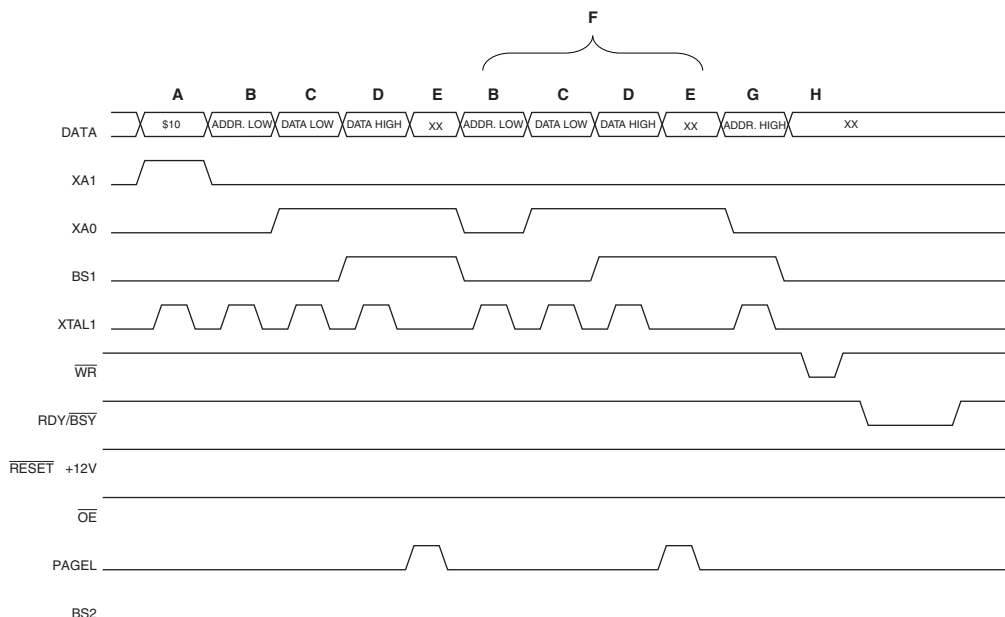 F
A B C D E B C D E G H
DATA $10 ADDR. LOW DATA LOW DATA HIGH XX ADDR. LOW DATA LOW DATA HIGH XX ADDR. HIGH XX
XA1
XA0
BS1
XTAL1
WR
RDY/BSY
RESET +12V
OE
PAGEL
BS2